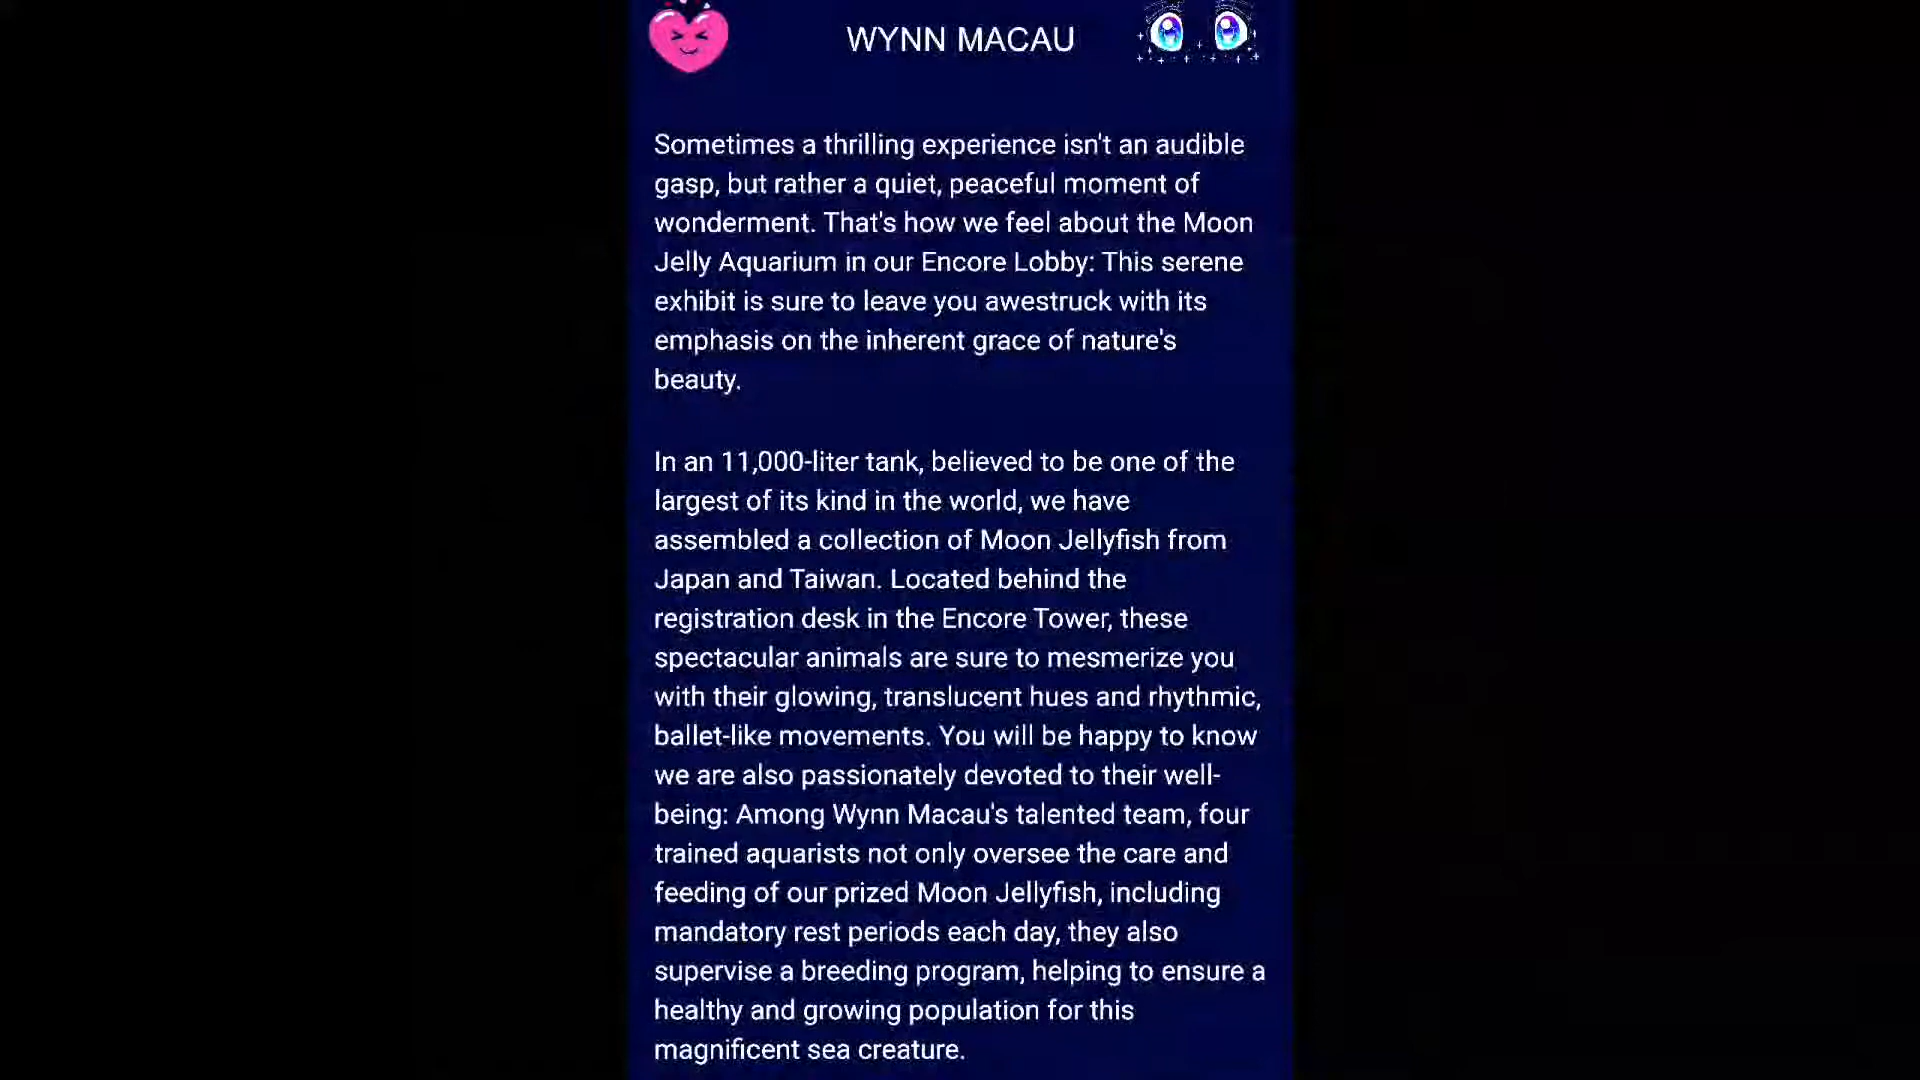 WYNN MACAU
Sometimes a thrilling experience isn't an audible
gasp, but rather a quiet, peaceful moment of
wonderment. That's how we feel about the Moon
Jelly Aquarium in our Encore Lobby: This serene
exhibit is sure to leave you awestruck with its
emphasis on the inherent grace of nature's
beauty.
In an 11,000-liter tank, believed to be one of the
largest of its kind in the world, we have
assembled a collection of Moon Jellyfish from
Japan and Taiwan. Located behind the
registration desk in the Encore Tower, these
spectacular animals are sure to mesmerize you
with their glowing, translucent hues and rhythmic,
ballet-like movements. You will be happy to know
we are also passionately devoted to their well-
being: Among Wynn Macau's talented team, four
trained aquarists not only oversee the care and
feeding of our prized Moon Jellyfish, including
mandatory rest periods each day, they also
supervise a breeding program, helping to ensure a
healthy and growing population for this
magnificent sea creature.